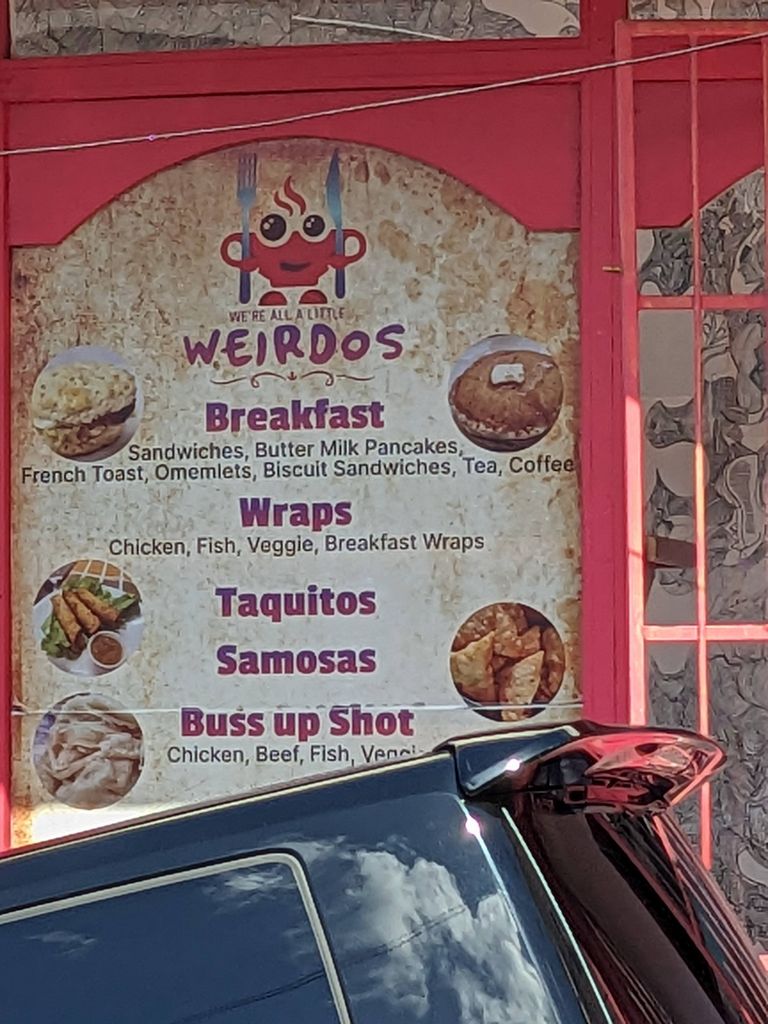 WE'RE ALL A LITTLE
WEIRDOS
Breakfast
Sandwiches, Butter Milk Pancakes,
French Toast, Omemlets, Biscuit Sandwiches, Tea, Coffee
Wraps
Chicken, Fish, Veggie, Breakfast Wraps
Taquitos
Samosas
Buss up Shot
Chicken, Beef, Fish,